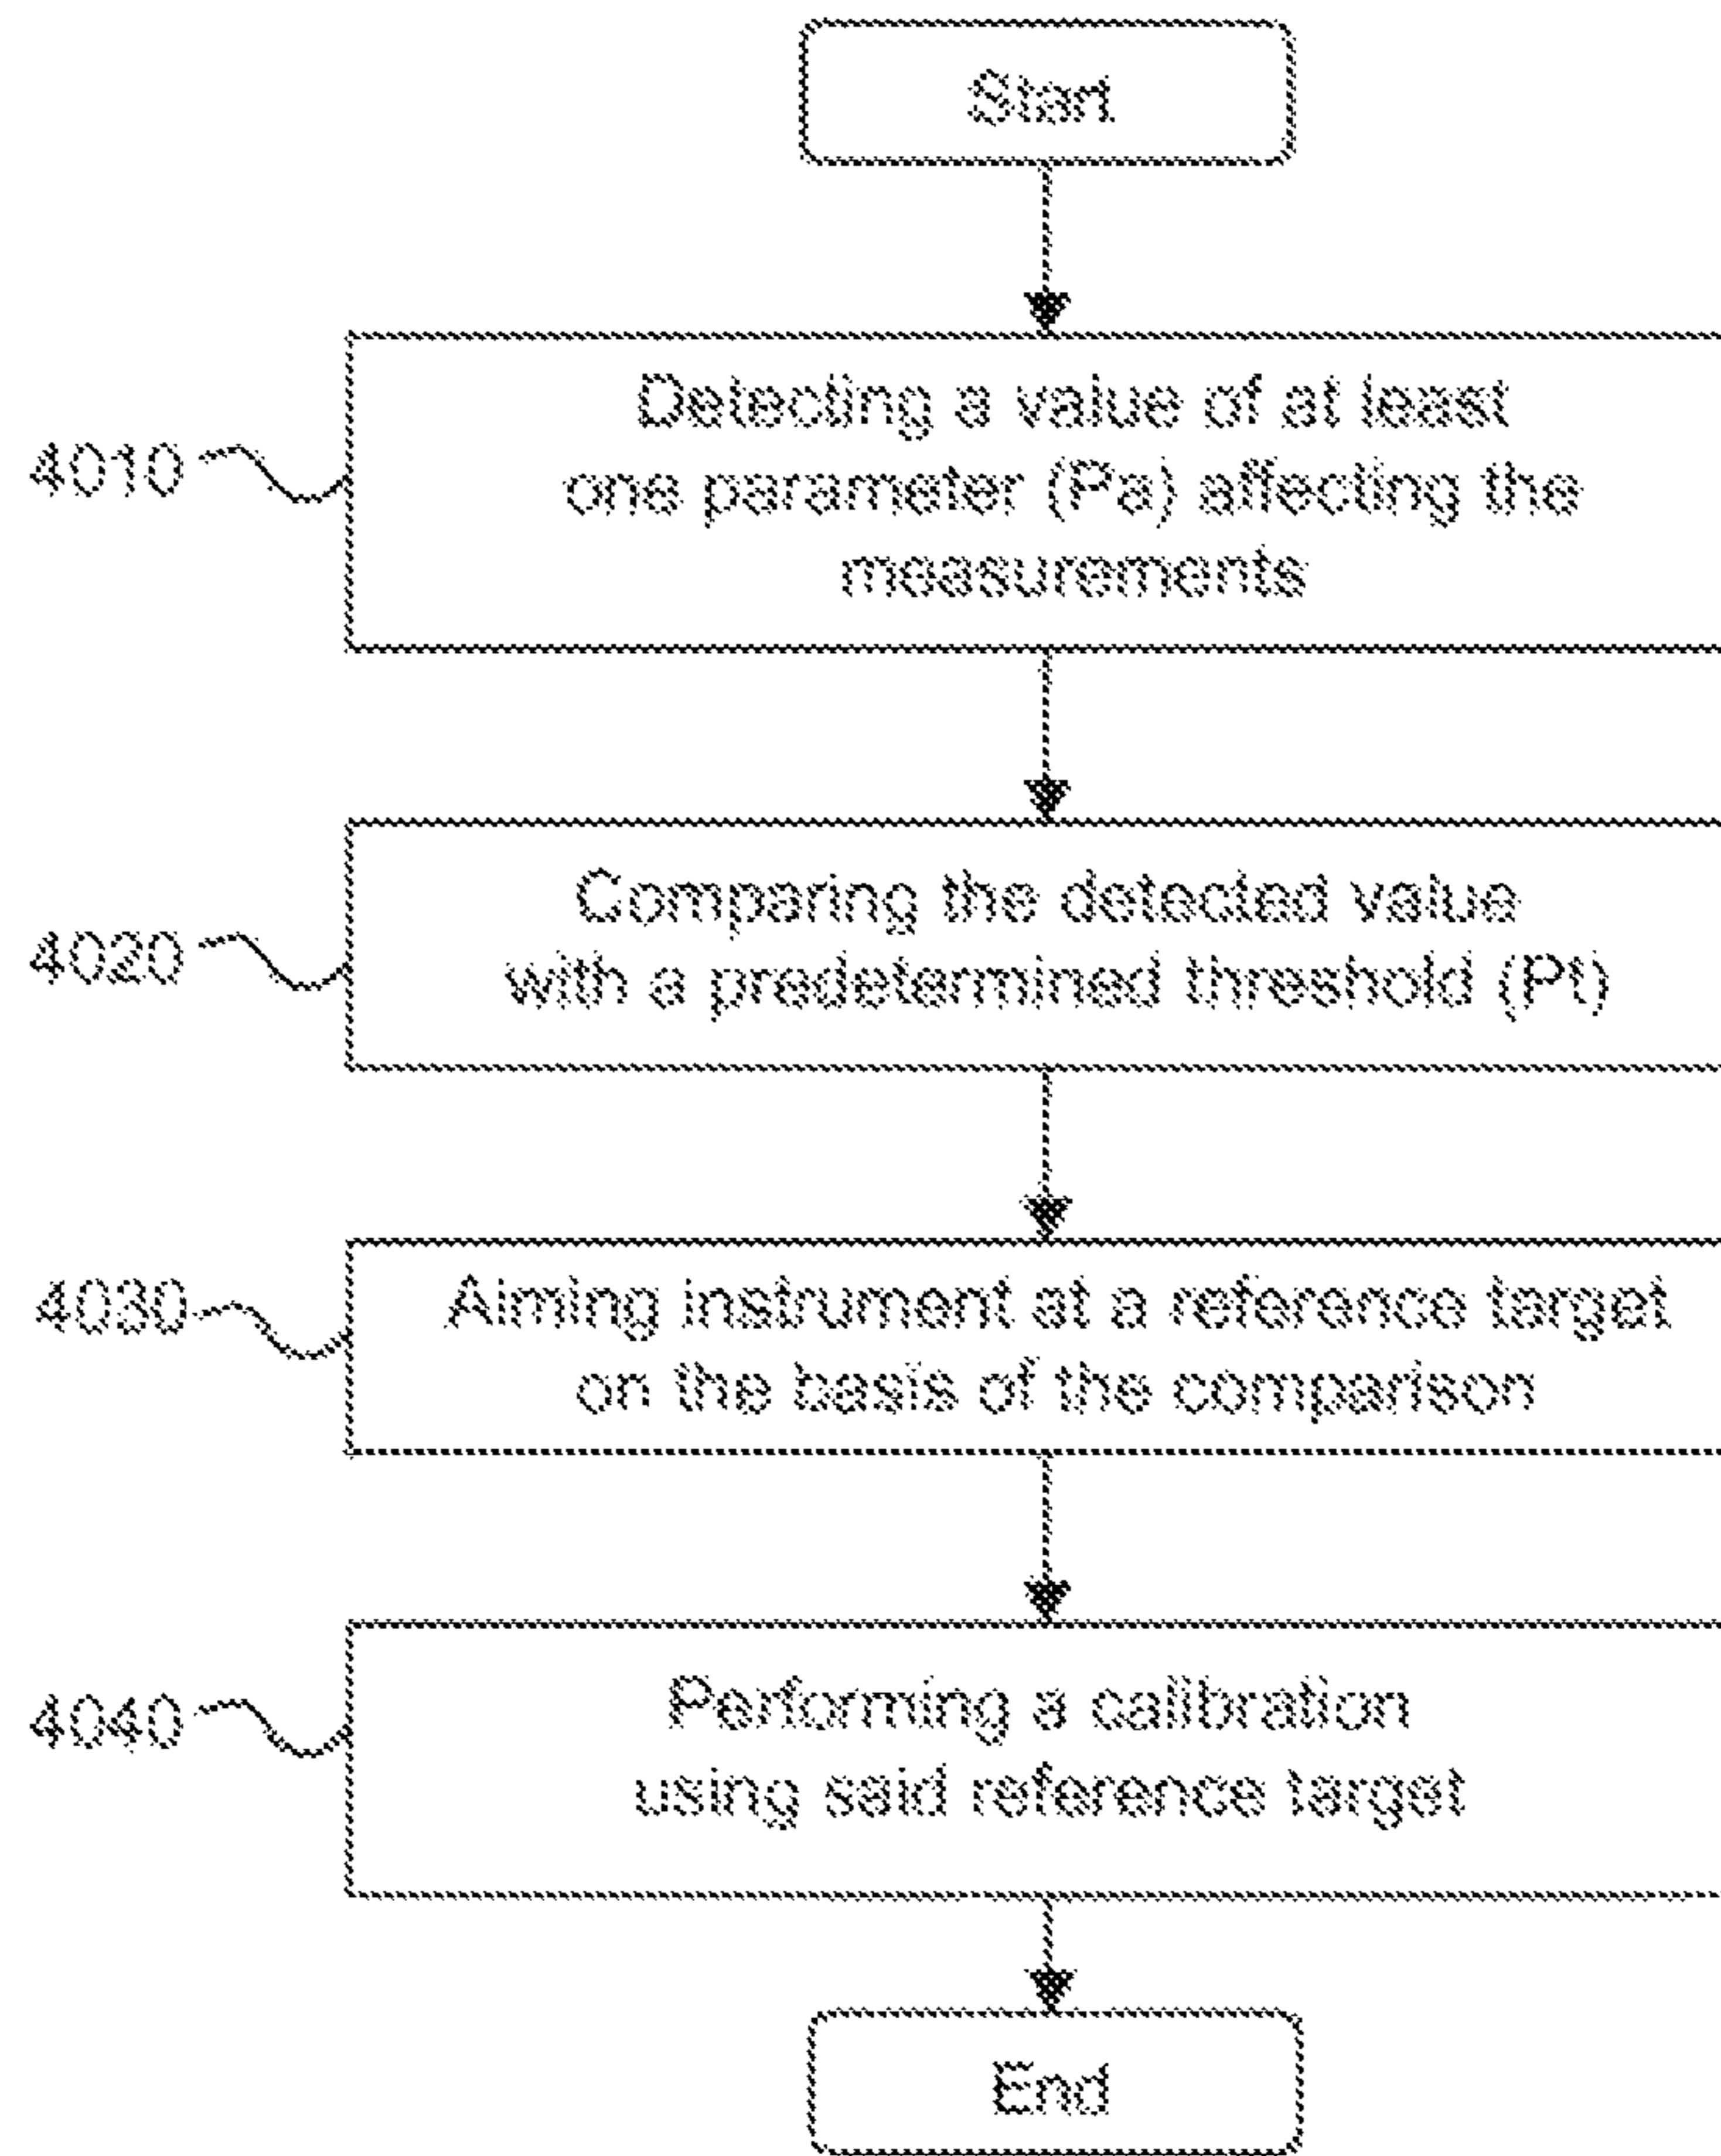 Start
4010
Detecting a value of at least
one parameter (Pa) affecting the
measurements
4020
Comparing the detected value
with a predetermined threshold (Pt)
4030
Aiming instrument at a reference target
on the basis of the comparison
4040
Performing a calibration
using said reference target
End